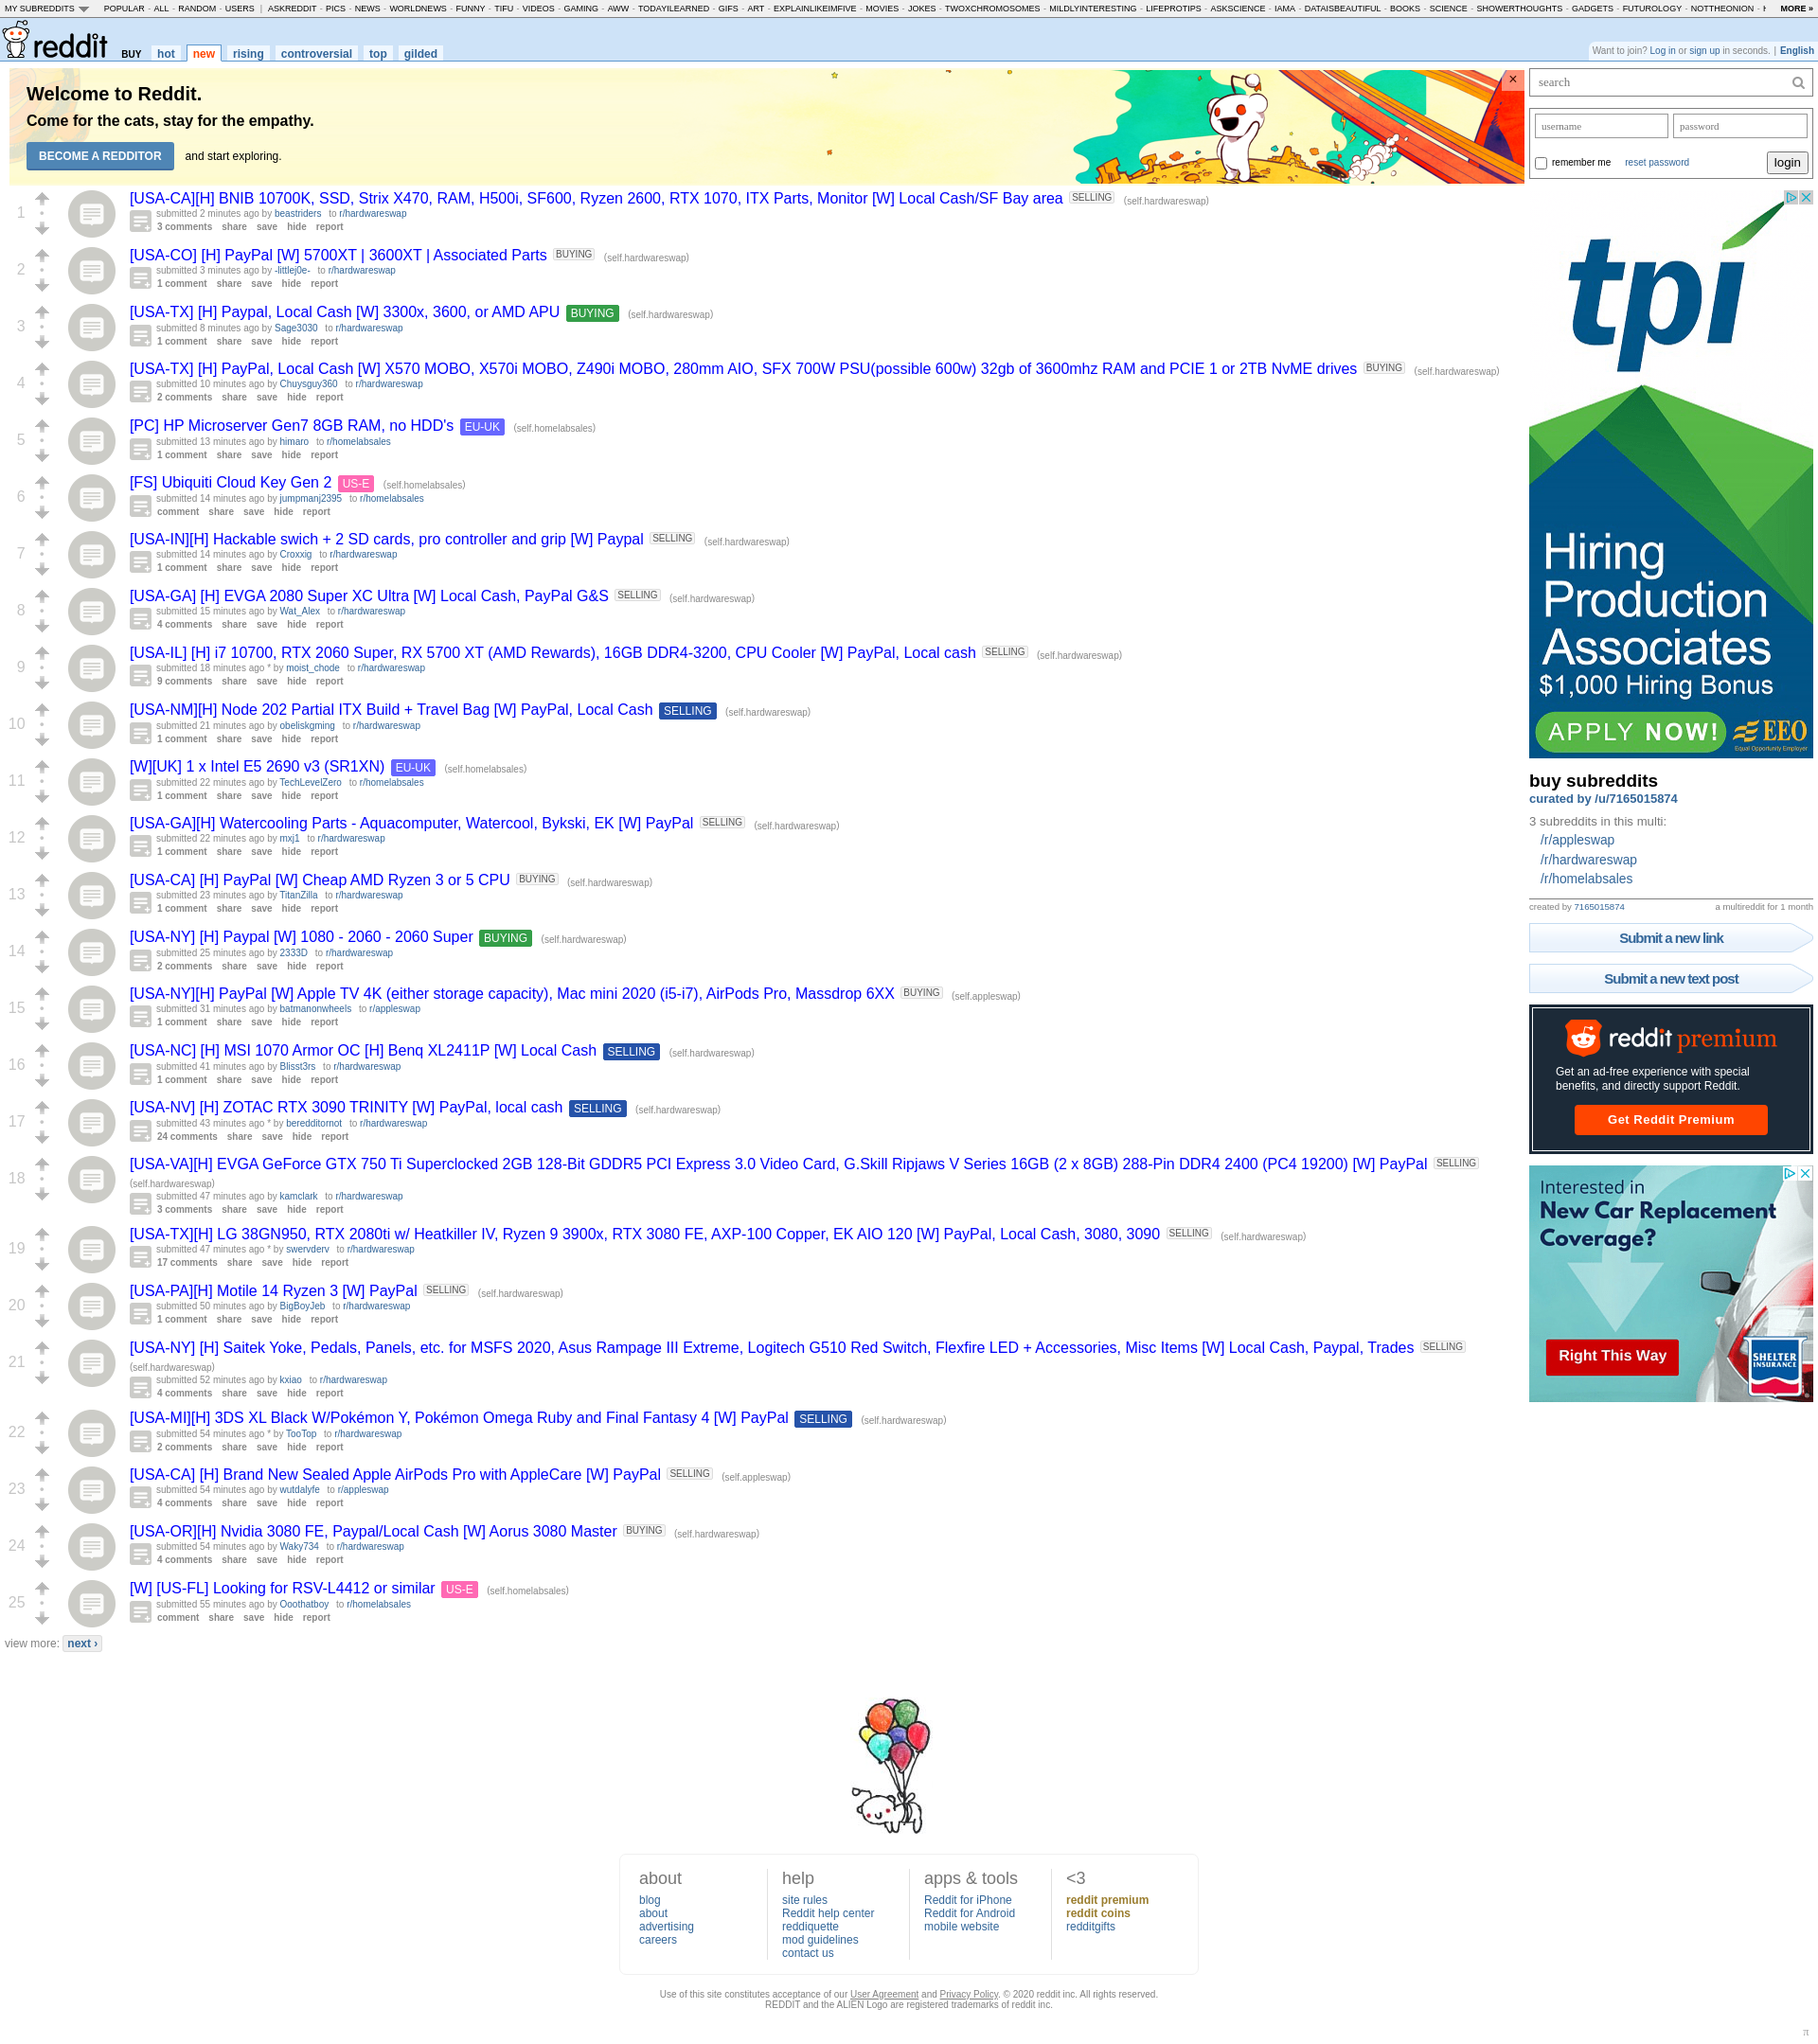 MY SUBREDDITS POPULAR - ALL - RANDOM - USERS | ASKREDDIT - PICS - NEWS - WORLDNEWS - FUNNY - TIFU - VIDEOS - GAMING - AWW - TODAYILEARNED - GIFS - ART - EXPLAINLIKEIMFIVE - MOVIES - JOKES - TWOXCHROMOSOMES - MILDLYINTERESTING - LIFEPROTIPS - ASKSCIENCE - IAMA - DATAISBEAUTIFUL - BOOKS - SCIENCE - SHOWERTHOUGHTS - GADGETS - FUTUROLOGY - NOTTHEONION - MORE »
reddit BUY hot new rising controversial top gilded
Want to join? Log in or sign up in seconds. | English
Welcome to Reddit.
Come for the cats, stay for the empathy.
BECOME A REDDITOR and start exploring.
1
[USA-CA][H] BNIB 10700K, SSD, Strix X470, RAM, H500i, SF600, Ryzen 2600, RTX 1070, ITX Parts, Monitor [W] Local Cash/SF Bay area SELLING (self.hardwareswap)
submitted 2 minutes ago by beastriders to r/hardwareswap
3 comments share save hide report
2
[USA-CO] [H] PayPal [W] 5700XT | 3600XT | Associated Parts BUYING (self.hardwareswap)
submitted 3 minutes ago by -littlej0e- to r/hardwareswap
1 comment share save hide report
3
[USA-TX] [H] Paypal, Local Cash [W] 3300x, 3600, or AMD APU BUYING (self.hardwareswap)
submitted 8 minutes ago by Sage3030 to r/hardwareswap
1 comment share save hide report
4
[USA-TX] [H] PayPal, Local Cash [W] X570 MOBO, X570i MOBO, Z490i MOBO, 280mm AIO, SFX 700W PSU(possible 600w) 32gb of 3600mhz RAM and PCIE 1 or 2TB NvME drives BUYING (self.hardwareswap)
submitted 10 minutes ago by Chuysguy360 to r/hardwareswap
2 comments share save hide report
5
[PC] HP Microserver Gen7 8GB RAM, no HDD's EU-UK (self.homelabsales)
submitted 13 minutes ago by himaro to r/homelabsales
1 comment share save hide report
6
[FS] Ubiquiti Cloud Key Gen 2 US-E (self.homelabsales)
submitted 14 minutes ago by jumpmanj2395 to r/homelabsales
comment share save hide report
7
[USA-IN][H] Hackable swich + 2 SD cards, pro controller and grip [W] Paypal SELLING (self.hardwareswap)
submitted 14 minutes ago by Croxxig to r/hardwareswap
1 comment share save hide report
8
[USA-GA] [H] EVGA 2080 Super XC Ultra [W] Local Cash, PayPal G&S SELLING (self.hardwareswap)
submitted 15 minutes ago by Wat_Alex to r/hardwareswap
4 comments share save hide report
9
[USA-IL] [H] i7 10700, RTX 2060 Super, RX 5700 XT (AMD Rewards), 16GB DDR4-3200, CPU Cooler [W] PayPal, Local cash SELLING (self.hardwareswap)
submitted 18 minutes ago * by moist_chode to r/hardwareswap
9 comments share save hide report
10
[USA-NM][H] Node 202 Partial ITX Build + Travel Bag [W] PayPal, Local Cash SELLING (self.hardwareswap)
submitted 21 minutes ago by obeliskgming to r/hardwareswap
1 comment share save hide report
11
[W][UK] 1 x Intel E5 2690 v3 (SR1XN) EU-UK (self.homelabsales)
submitted 22 minutes ago by TechLevelZero to r/homelabsales
1 comment share save hide report
12
[USA-GA][H] Watercooling Parts - Aquacomputer, Watercool, Bykski, EK [W] PayPal SELLING (self.hardwareswap)
submitted 22 minutes ago by mxj1 to r/hardwareswap
1 comment share save hide report
13
[USA-CA] [H] PayPal [W] Cheap AMD Ryzen 3 or 5 CPU BUYING (self.hardwareswap)
submitted 23 minutes ago by TitanZilla to r/hardwareswap
1 comment share save hide report
14
[USA-NY] [H] Paypal [W] 1080 - 2060 - 2060 Super BUYING (self.hardwareswap)
submitted 25 minutes ago by 2333D to r/hardwareswap
2 comments share save hide report
15
[USA-NY][H] PayPal [W] Apple TV 4K (either storage capacity), Mac mini 2020 (i5-i7), AirPods Pro, Massdrop 6XX BUYING (self.appleswap)
submitted 31 minutes ago by batmanonwheels to r/appleswap
1 comment share save hide report
16
[USA-NC] [H] MSI 1070 Armor OC [H] Benq XL2411P [W] Local Cash SELLING (self.hardwareswap)
submitted 41 minutes ago by Blisst3rs to r/hardwareswap
1 comment share save hide report
17
[USA-NV] [H] ZOTAC RTX 3090 TRINITY [W] PayPal, local cash SELLING (self.hardwareswap)
submitted 43 minutes ago * by beredditornot to r/hardwareswap
24 comments share save hide report
18
[USA-VA][H] EVGA GeForce GTX 750 Ti Superclocked 2GB 128-Bit GDDR5 PCI Express 3.0 Video Card, G.Skill Ripjaws V Series 16GB (2 x 8GB) 288-Pin DDR4 2400 (PC4 19200) [W] PayPal SELLING
(self.hardwareswap)
submitted 47 minutes ago by kamclark to r/hardwareswap
3 comments share save hide report
19
[USA-TX][H] LG 38GN950, RTX 2080ti w/ Heatkiller IV, Ryzen 9 3900x, RTX 3080 FE, AXP-100 Copper, EK AIO 120 [W] PayPal, Local Cash, 3080, 3090 SELLING (self.hardwareswap)
submitted 47 minutes ago * by swervderv to r/hardwareswap
17 comments share save hide report
20
[USA-PA][H] Motile 14 Ryzen 3 [W] PayPal SELLING (self.hardwareswap)
submitted 50 minutes ago by BigBoyJeb to r/hardwareswap
1 comment share save hide report
21
[USA-NY] [H] Saitek Yoke, Pedals, Panels, etc. for MSFS 2020, Asus Rampage III Extreme, Logitech G510 Red Switch, Flexfire LED + Accessories, Misc Items [W] Local Cash, Paypal, Trades SELLING
(self.hardwareswap)
submitted 52 minutes ago by kxiao to r/hardwareswap
4 comments share save hide report
22
[USA-MI][H] 3DS XL Black W/Pokémon Y, Pokémon Omega Ruby and Final Fantasy 4 [W] PayPal SELLING (self.hardwareswap)
submitted 54 minutes ago * by TooTop to r/hardwareswap
2 comments share save hide report
23
[USA-CA] [H] Brand New Sealed Apple AirPods Pro with AppleCare [W] PayPal SELLING (self.appleswap)
submitted 54 minutes ago by wutdalyfe to r/appleswap
4 comments share save hide report
24
[USA-OR][H] Nvidia 3080 FE, Paypal/Local Cash [W] Aorus 3080 Master BUYING (self.hardwareswap)
submitted 54 minutes ago by Waky734 to r/hardwareswap
4 comments share save hide report
25
[W] [US-FL] Looking for RSV-L4412 or similar US-E (self.homelabsales)
submitted 55 minutes ago by Ooothatboy to r/homelabsales
comment share save hide report
view more: next ›
search
username password
remember me reset password login
tpi
Hiring
Production
Associates
$1,000 Hiring Bonus
APPLY NOW! EEO
Equal Opportunity Employer
buy subreddits
curated by /u/7165015874
3 subreddits in this multi:
/r/appleswap
/r/hardwareswap
/r/homelabsales
created by 7165015874 a multireddit for 1 month
Submit a new link
Submit a new text post
reddit premium
Get an ad-free experience with special
benefits, and directly support Reddit.
Get Reddit Premium
Interested in
New Car Replacement
Coverage?
Right This Way
SHELTER
INSURANCE
about
blog
about
advertising
careers
help
site rules
Reddit help center
reddiquette
mod guidelines
contact us
apps & tools
Reddit for iPhone
Reddit for Android
mobile website
<3
reddit premium
reddit coins
redditgifts
Use of this site constitutes acceptance of our User Agreement and Privacy Policy. © 2020 reddit inc. All rights reserved.
REDDIT and the ALIEN Logo are registered trademarks of reddit inc.
π